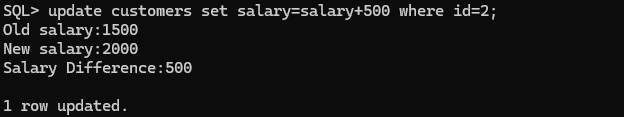 SQL> update customers set salary=salary+500 where id=2;
Old salary:1500
New salary:2000
Salary Difference:500
1 row updated.